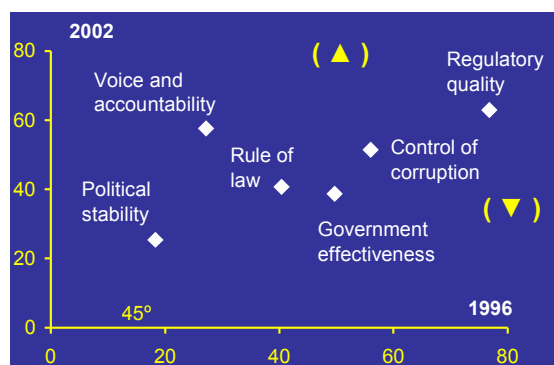 2002
80
( ▲ )
Regulatory
quality
Voice and
accountability
60
Rule of
law
Control of
corruption
40
Political
stability
( ▼ )
Government
effectiveness
20
45º
1996
0
0 20 40 60 80